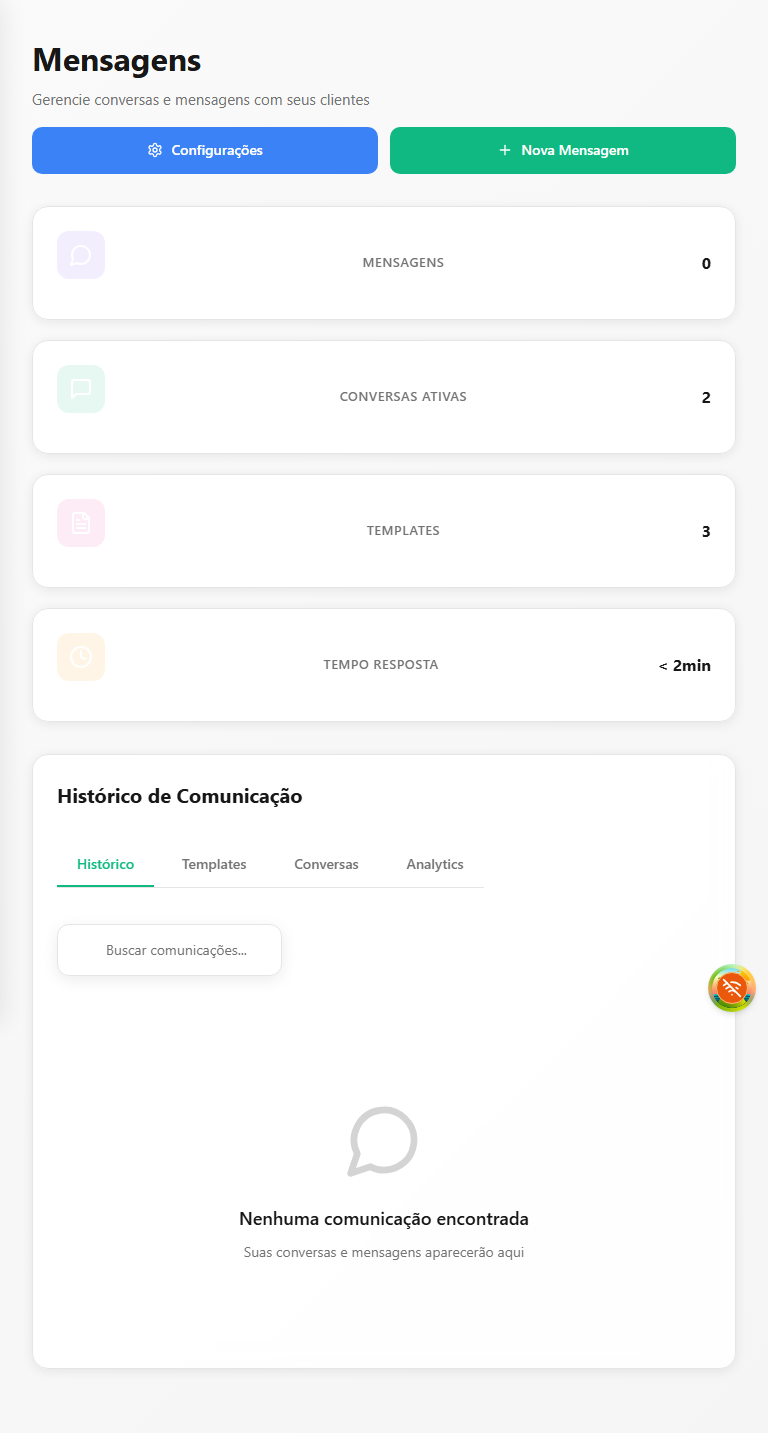 Mensagens
Gerencie conversas e mensagens com seus clientes
Configurações
Nova Mensagem
MENSAGENS
0
CONVERSAS ATIVAS
2
TEMPLATES
3
TEMPO RESPOSTA
< 2min
Histórico de Comunicação
Histórico Templates Conversas Analytics
Buscar comunicações...
Nenhuma comunicação encontrada
Suas conversas e mensagens aparecerão aqui